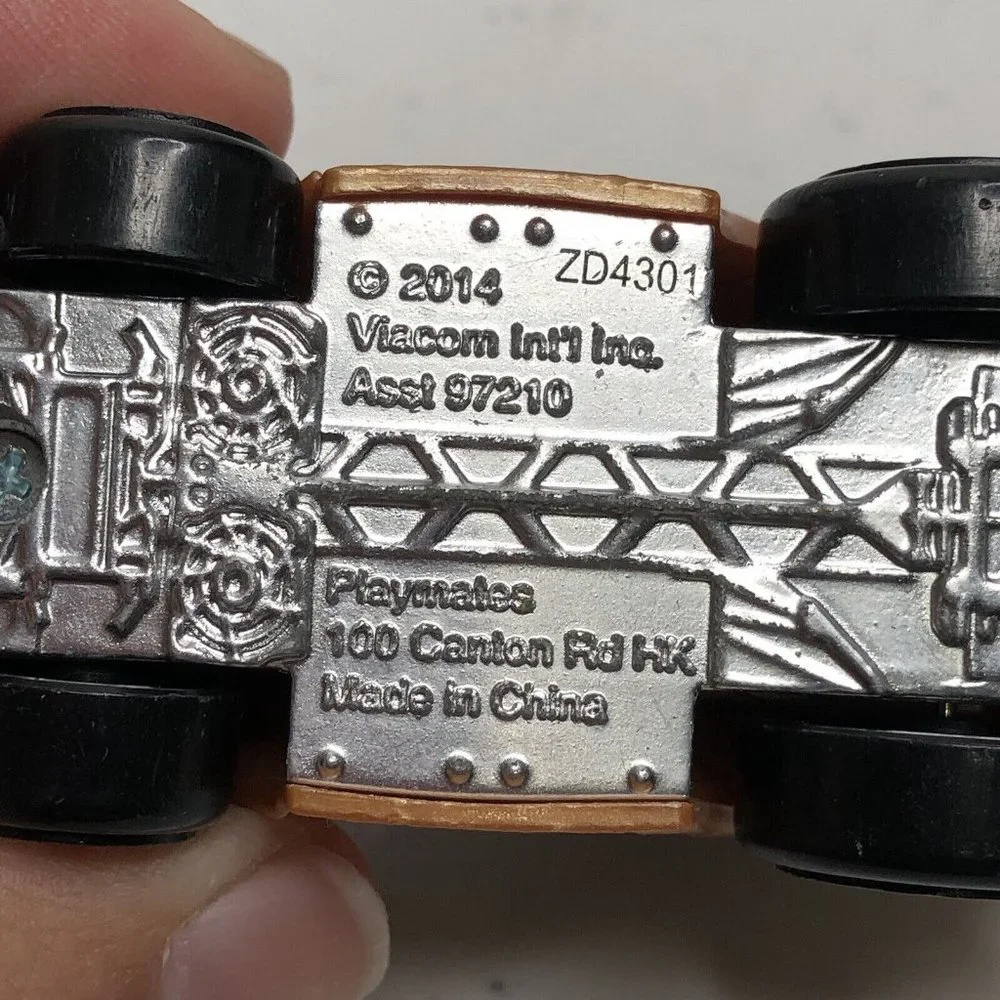 © 2014
ZD4301
Viacom Int'l Inc.
Asst 97210
Playmates
100 Canton Rd HK
Made in China